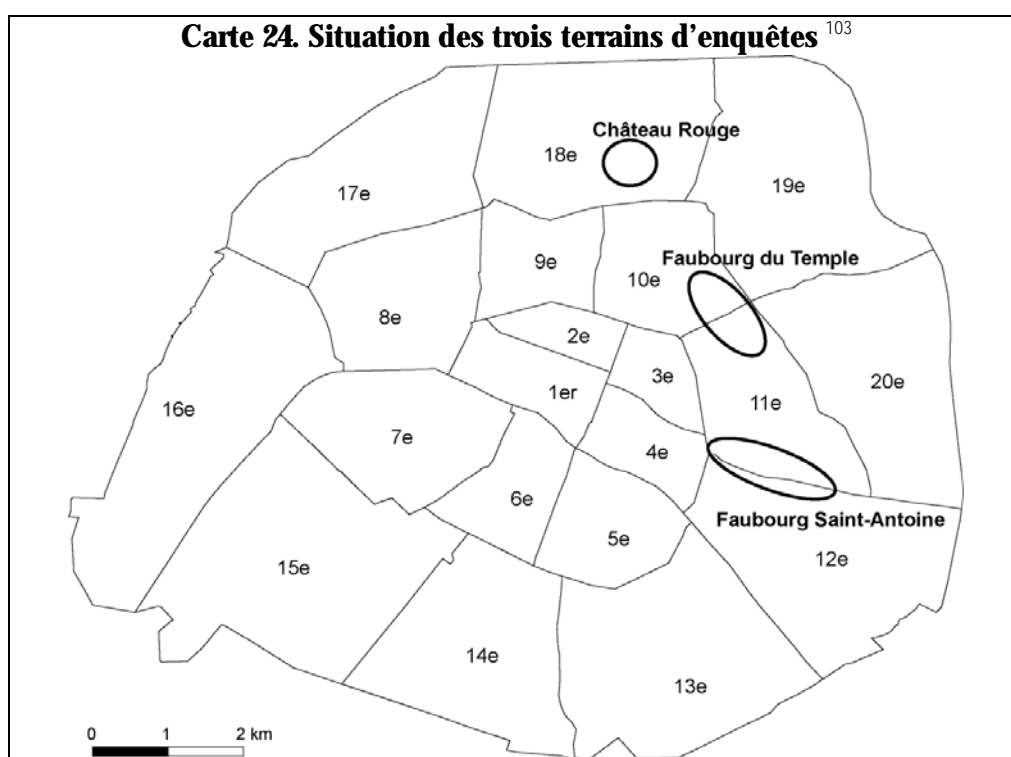 Carte 24. Situation des trois terrains d'enquêtes 103
Château Rouge
18e
19e
17e
Faubourg du Temple
9e
10e
8e
2e
3e
20e
1er
11e
16e
7e
4e
6e
Faubourg Saint-Antoine
5e
12e
15e
14e
13e
0 1 2 km